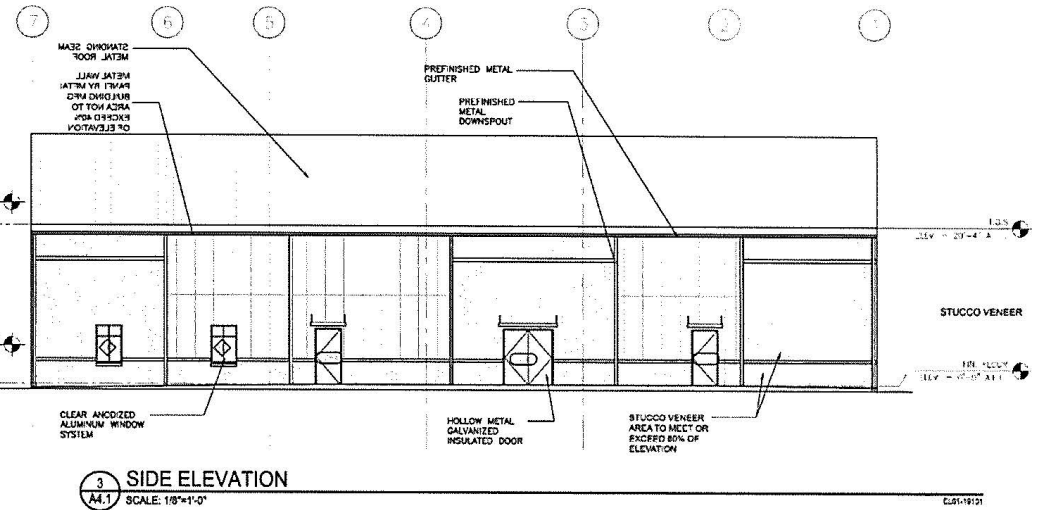 7 6 5 4 3 2 1
STANDING SEAM
METAL ROOF
METAL WALL
PANEL BY METAL
BUILDING MFG
AREA NOT TO
EXCEED 40%
OF ELEVATION
PREFINISHED METAL
GUTTER
PREFINISHED
METAL
DOWNSPOUT
STUCCO VENEER
CLEAR ANODIZED
ALUMINUM WINDOW
SYSTEM
HOLLOW METAL
GALVANIZED
INSULATED DOOR
STUCCO VENEER
AREA TO MEET OR
EXCEED 60% OF
ELEVATION
3
A4.1
SIDE ELEVATION
SCALE: 1/8"=1'-0"